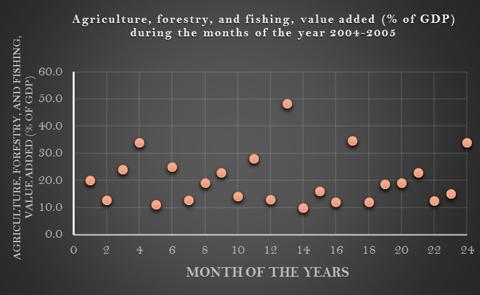 Agriculture, forestry, and fishing, value added (% of GDP)
during the months of the year 2004-2005
AGRICULTURE, FORESTRY, AND FISHING,
VALUE ADDED (% OF GDP)
60.0
50.0
40.0
30.0
20.0
10.0
0.0
0 2 4 6 8 10 12 14 16 18 20 22 24
MONTH OF THE YEARS